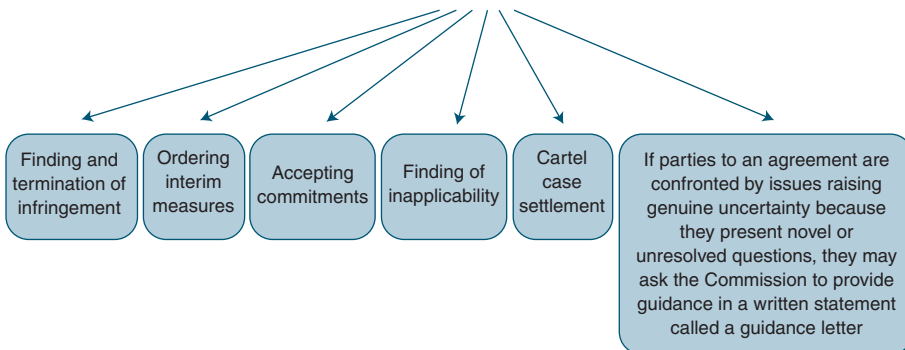 Finding and
termination of
infringement
Ordering
interim
measures
Accepting
commitments
Finding of
inapplicability
Cartel
case
settlement
If parties to an agreement are
confronted by issues raising
genuine uncertainty because
they present novel or
unresolved questions, they may
ask the Commission to provide
guidance in a written statement
called a guidance letter